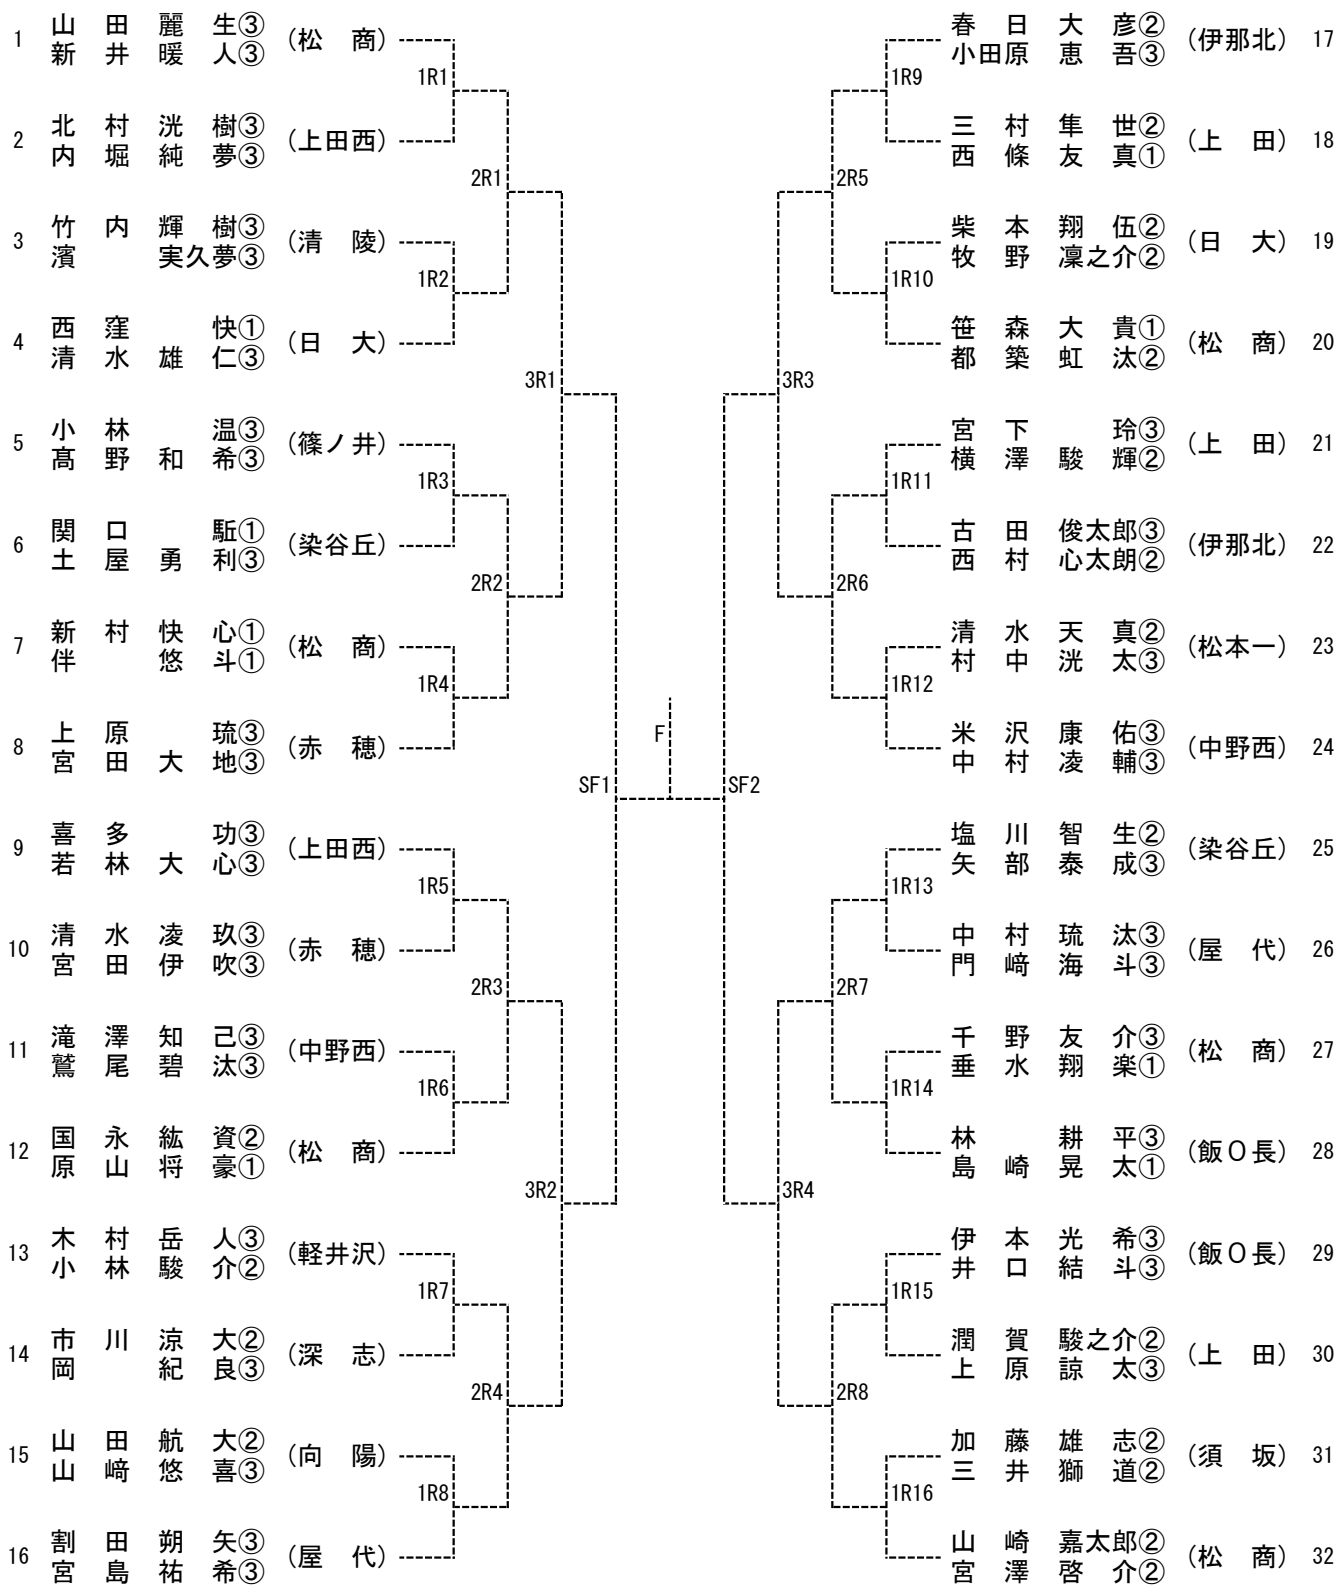 1 山田麗生③ (松商)
新井暖人③
1R1
2 北村洸樹③ (上田西)
内堀純夢③
2R1
3 竹内輝樹③ (清陵)
濱実久夢③
1R2
4 西窪快① (日大)
清水雄仁③
3R1
5 小林温③ (篠ノ井)
髙野和希③
1R3
6 関口駈① (染谷丘)
土屋勇利③
2R2
7 新村快心① (松商)
伴悠斗①
1R4
8 上原琉③ (赤穂)
宮田大地③
SF1
9 喜多功③ (上田西)
若林大心③
1R5
10 清水凌玖③ (赤穂)
宮田伊吹③
2R3
11 滝澤知己③ (中野西)
鷲尾碧汰③
1R6
12 国永紘資② (松商)
原山将豪①
3R2
13 木村岳人③ (軽井沢)
小林駿介②
1R7
14 市川涼大② (深志)
岡紀良③
2R4
15 山田航大② (向陽)
山﨑悠喜③
1R8
16 割田朔矢③ (屋代)
宮島祐希③
F
春日大彦② (伊那北) 17
小田原恵吾③
1R9
三村隼世② (上田) 18
西條友真①
2R5
柴本翔伍② (日大) 19
牧野凜之介②
1R10
笹森大貴① (松商) 20
都築虹汰②
3R3
宮下玲③ (上田) 21
横澤駿輝②
1R11
古田俊太郎③ (伊那北) 22
西村心太朗②
2R6
清水天真② (松本一) 23
村中洸太③
1R12
米沢康佑③ (中野西) 24
中村凌輔③
SF2
塩川智生② (染谷丘) 25
矢部泰成③
1R13
中村琉汰③ (屋代) 26
門﨑海斗③
2R7
千野友介③ (松商) 27
垂水翔楽①
1R14
林耕平③ (飯O長) 28
島崎晃太①
3R4
伊本光希③ (飯O長) 29
井口結斗③
1R15
潤賀駿之介② (上田) 30
上原諒太③
2R8
加藤雄志② (須坂) 31
三井獅道②
1R16
山崎嘉太郎② (松商) 32
宮澤啓介②